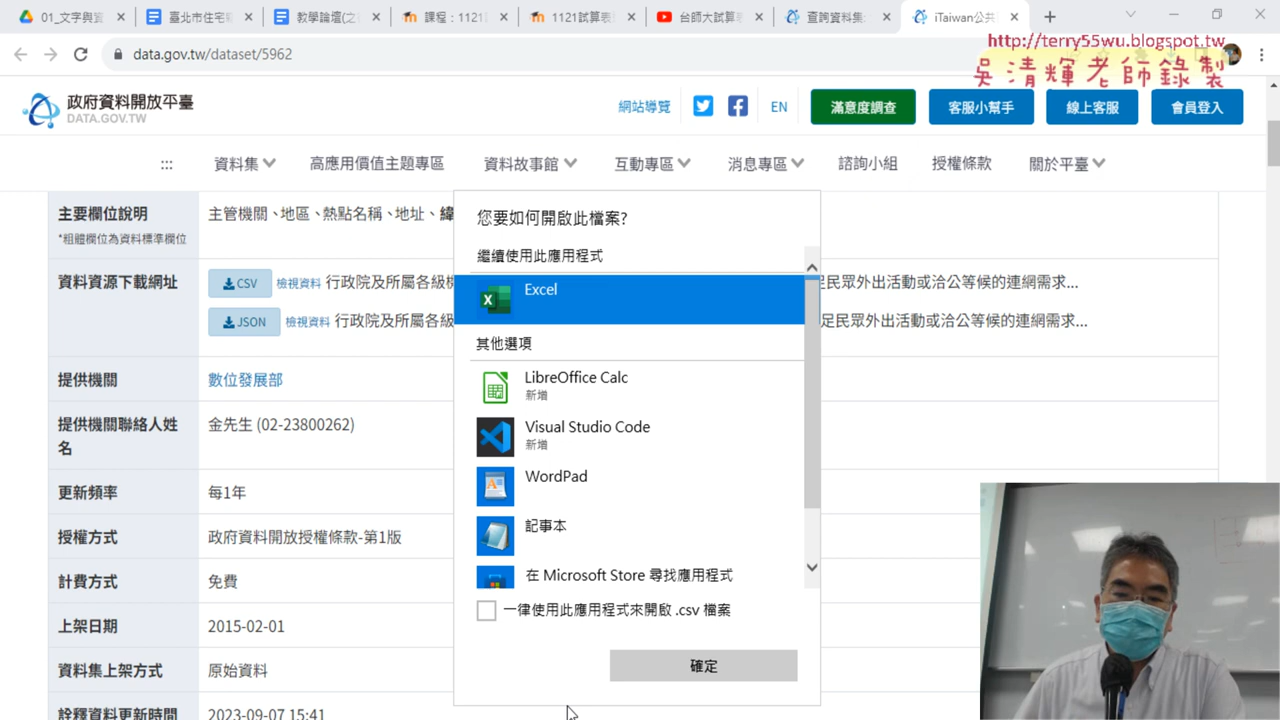 01_文字與資
臺北市住宅
教學論壇(之
課程：1121
1121試算表
台師大試算
查詢資料集
iTaiwan公共
data.gov.tw/dataset/5962
http://terry55wu.blogspot.tw
吳清輝老師錄製
政府資料開放平臺
DATA.GOV.TW
網站導覽
EN
滿意度調查
客服小幫手
線上客服
會員登入
:::
資料集
高應用價值主題專區
資料故事館
互動專區
消息專區
諮詢小組
授權條款
關於平臺
主要欄位說明
*粗體欄位為資料標準欄位
主管機關、地區、熱點名稱、地址、緯
資料資源下載網址
CSV 檢視資料 行政院及所屬各級機
足民眾外出活動或洽公等候的連網需求...
JSON 檢視資料 行政院及所屬各級
足民眾外出活動或洽公等候的連網需求...
提供機關
數位發展部
提供機關聯絡人姓
名
金先生 (02-23800262)
更新頻率
每1年
授權方式
政府資料開放授權條款-第1版
計費方式
免費
上架日期
2015-02-01
資料集上架方式
原始資料
詮釋資料更新時間
2023-09-07 15:41
您要如何開啟此檔案?
繼續使用此應用程式
Excel
其他選項
LibreOffice Calc
新增
Visual Studio Code
新增
WordPad
記事本
在 Microsoft Store 尋找應用程式
一律使用此應用程式來開啟 .csv 檔案
確定